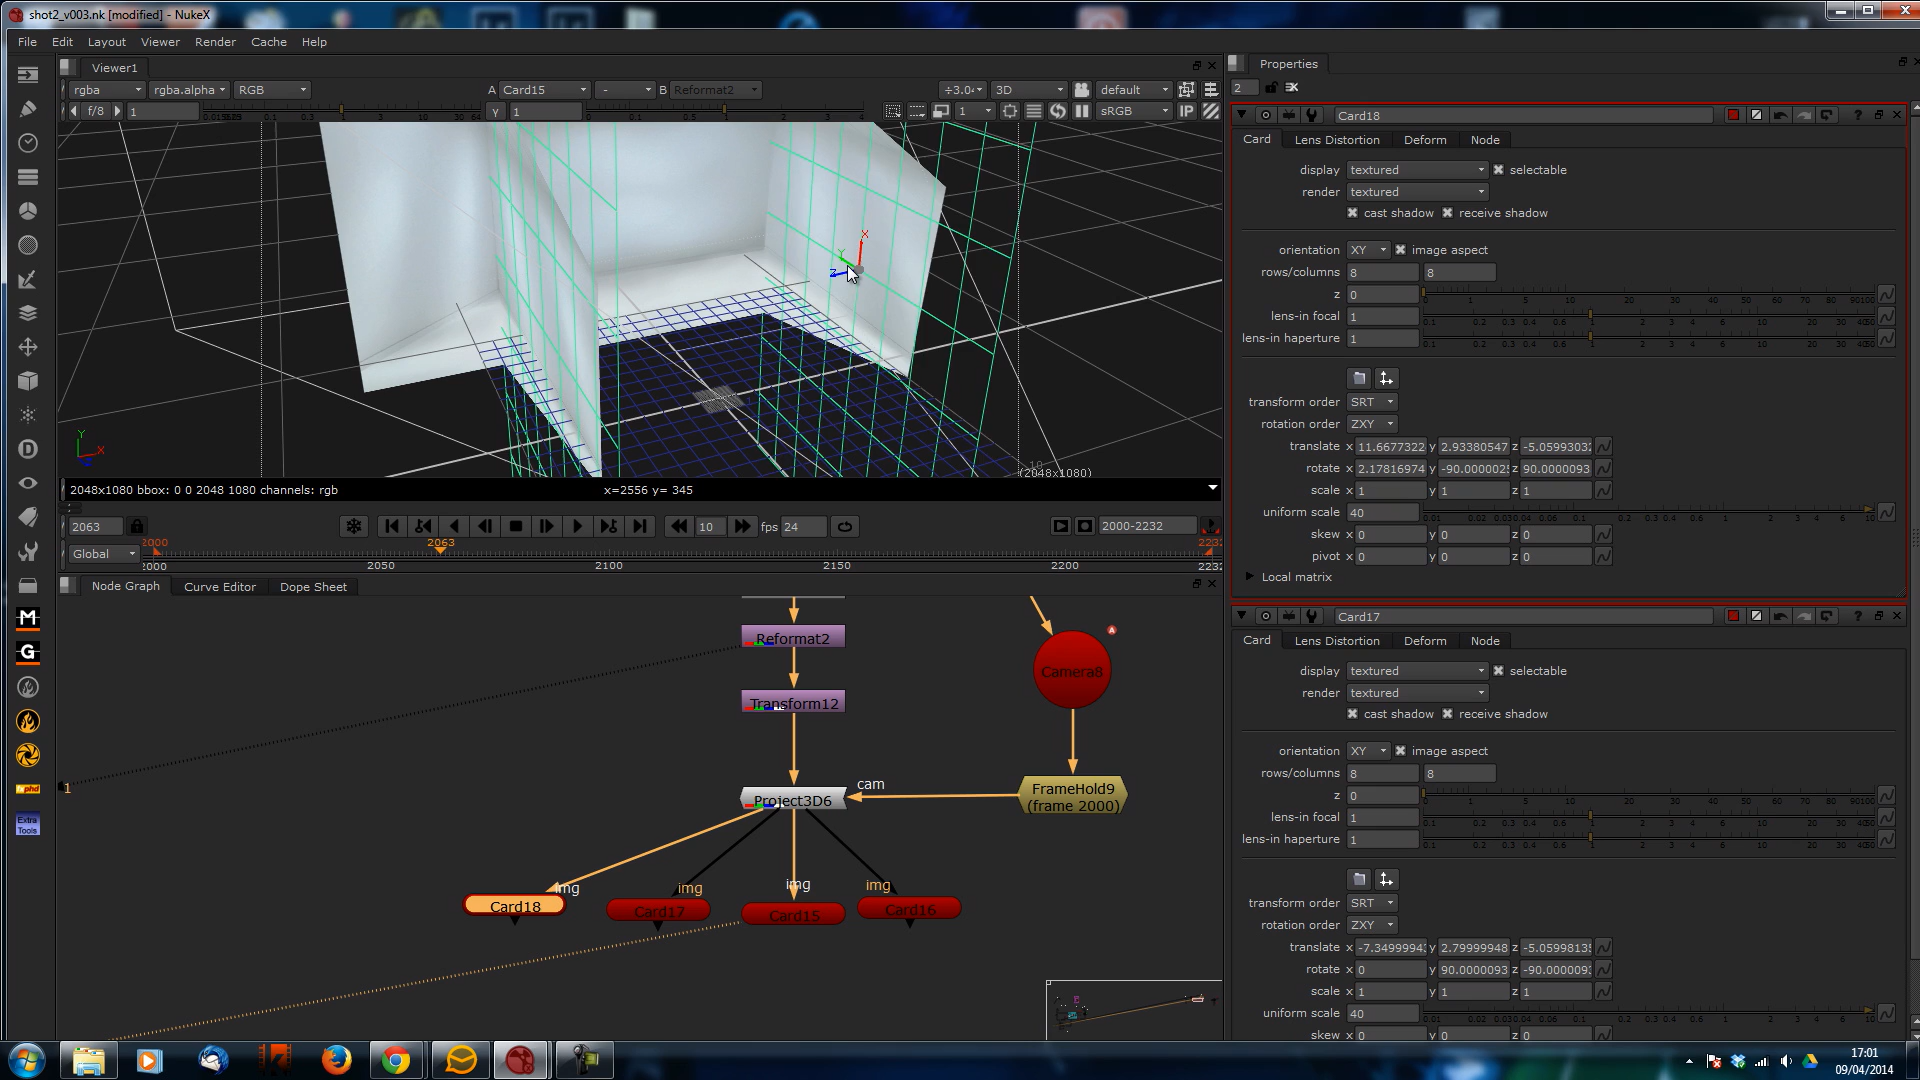 shot2_v003.nk [modified] - NukeX
File Edit Layout Viewer Render Cache Help
Viewer1
rgba rgba.alpha RGB A Card15 - B Reformat2 3D default
f/8 1 y 1 1 sRGB IP
X
Y
Z
Y
X
(2048x1080)
2048x1080 bbox: 0 0 2048 1080 channels: rgb x=2556 y= 345
2063 10 fps 24 2000-2232
Global 2000 2063
2000 2050 2100 2150 2200
Node Graph Curve Editor Dope Sheet
Reformat2
Camera8
A
Transform12
1
cam
Project3D6
FrameHold9
(frame 2000)
img img img img
Card18 Card17 Card15 Card16
M
G
D
Extra
Tools
Properties
2
Card18
Card Lens Distortion Deform Node
display textured selectable
render textured
cast shadow receive shadow
orientation XY image aspect
rows/columns 8 8
z 0
lens-in focal 1
lens-in haperture 1
transform order SRT
rotation order ZXY
translate x 11.6677322 y 2.93380547 z -5.0599303
rotate x 2.17816974 y -90.0000002 z 90.0000093
scale x 1 y 1 z 1
uniform scale 40
skew x 0 y 0 z 0
pivot x 0 y 0 z 0
Local matrix
Card17
Card Lens Distortion Deform Node
display textured selectable
render textured
cast shadow receive shadow
orientation XY image aspect
rows/columns 8 8
z 0
lens-in focal 1
lens-in haperture 1
transform order SRT
rotation order ZXY
translate x -7.3499994 y 2.79999948 z -5.0599813
rotate x 0 y 90.0000093 z -90.000009
scale x 1 y 1 z 1
uniform scale 40
skew x 0 y 0 z 0
17:01
09/04/2014